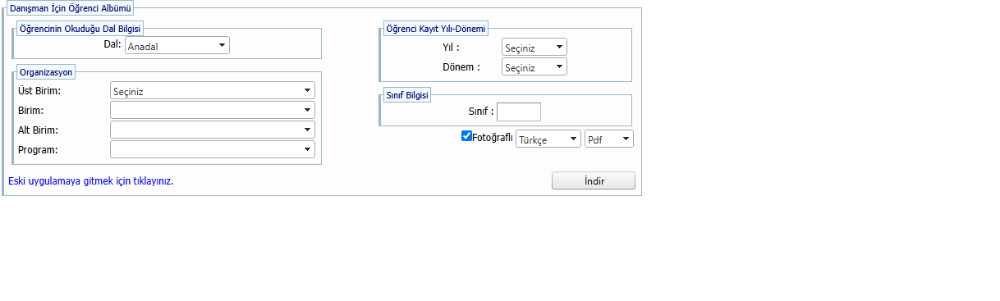 Danışman İçin Öğrenci Albümü
Öğrencinin Okuduğu Dal Bilgisi
Dal: Anadal
Organizasyon
Üst Birim: Seçiniz
Birim:
Alt Birim:
Program:
Eski uygulamaya gitmek için tıklayınız.
Öğrenci Kayıt Yılı-Dönemi
Yıl : Seçiniz
Dönem : Seçiniz
Sınıf Bilgisi
Sınıf :
Fotoğraflı Türkçe Pdf
İndir